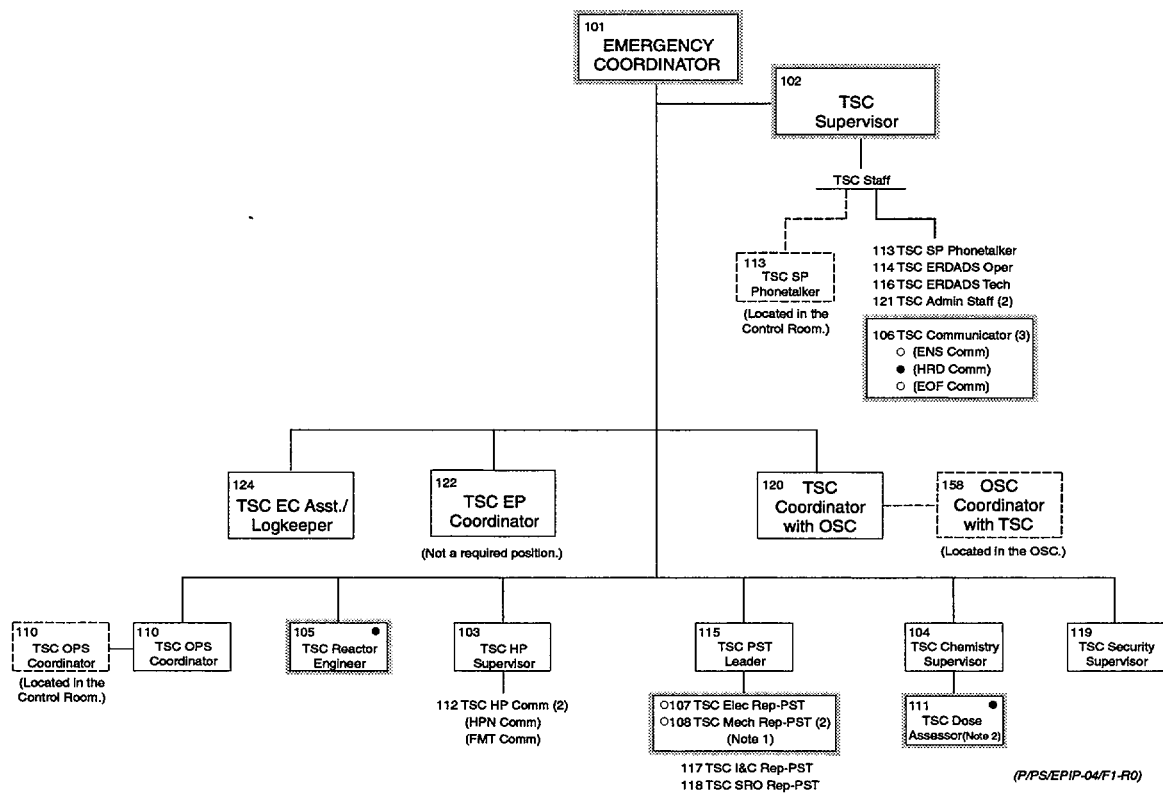 101
EMERGENCY
COORDINATOR
102
TSC
Supervisor
TSC Staff
113
TSC SP
Phonetalker
(Located in the
Control Room.)
113 TSC SP Phonetalker
114 TSC ERDADS Oper
116 TSC ERDADS Tech
121 TSC Admin Staff (2)
106 TSC Communicator (3)
○ (ENS Comm)
● (HRD Comm)
○ (EOF Comm)
124
TSC EC Asst./
Logkeeper
122
TSC EP
Coordinator
(Not a required position.)
120 TSC
Coordinator
with OSC
158 OSC
Coordinator
with TSC
(Located in the OSC.)
110
TSC OPS
Coordinator
(Located in the
Control Room.)
110
TSC OPS
Coordinator
105 ●
TSC Reactor
Engineer
103
TSC HP
Supervisor
112 TSC HP Comm (2)
(HPN Comm)
(FMT Comm)
115
TSC PST
Leader
○107 TSC Elec Rep-PST
○108 TSC Mech Rep-PST (2)
(Note 1)
117 TSC I&C Rep-PST
118 TSC SRO Rep-PST
104
TSC Chemistry
Supervisor
111 ●
TSC Dose
Assessor(Note 2)
119
TSC Security
Supervisor
(P/PS/EPIP-04/F1-R0)